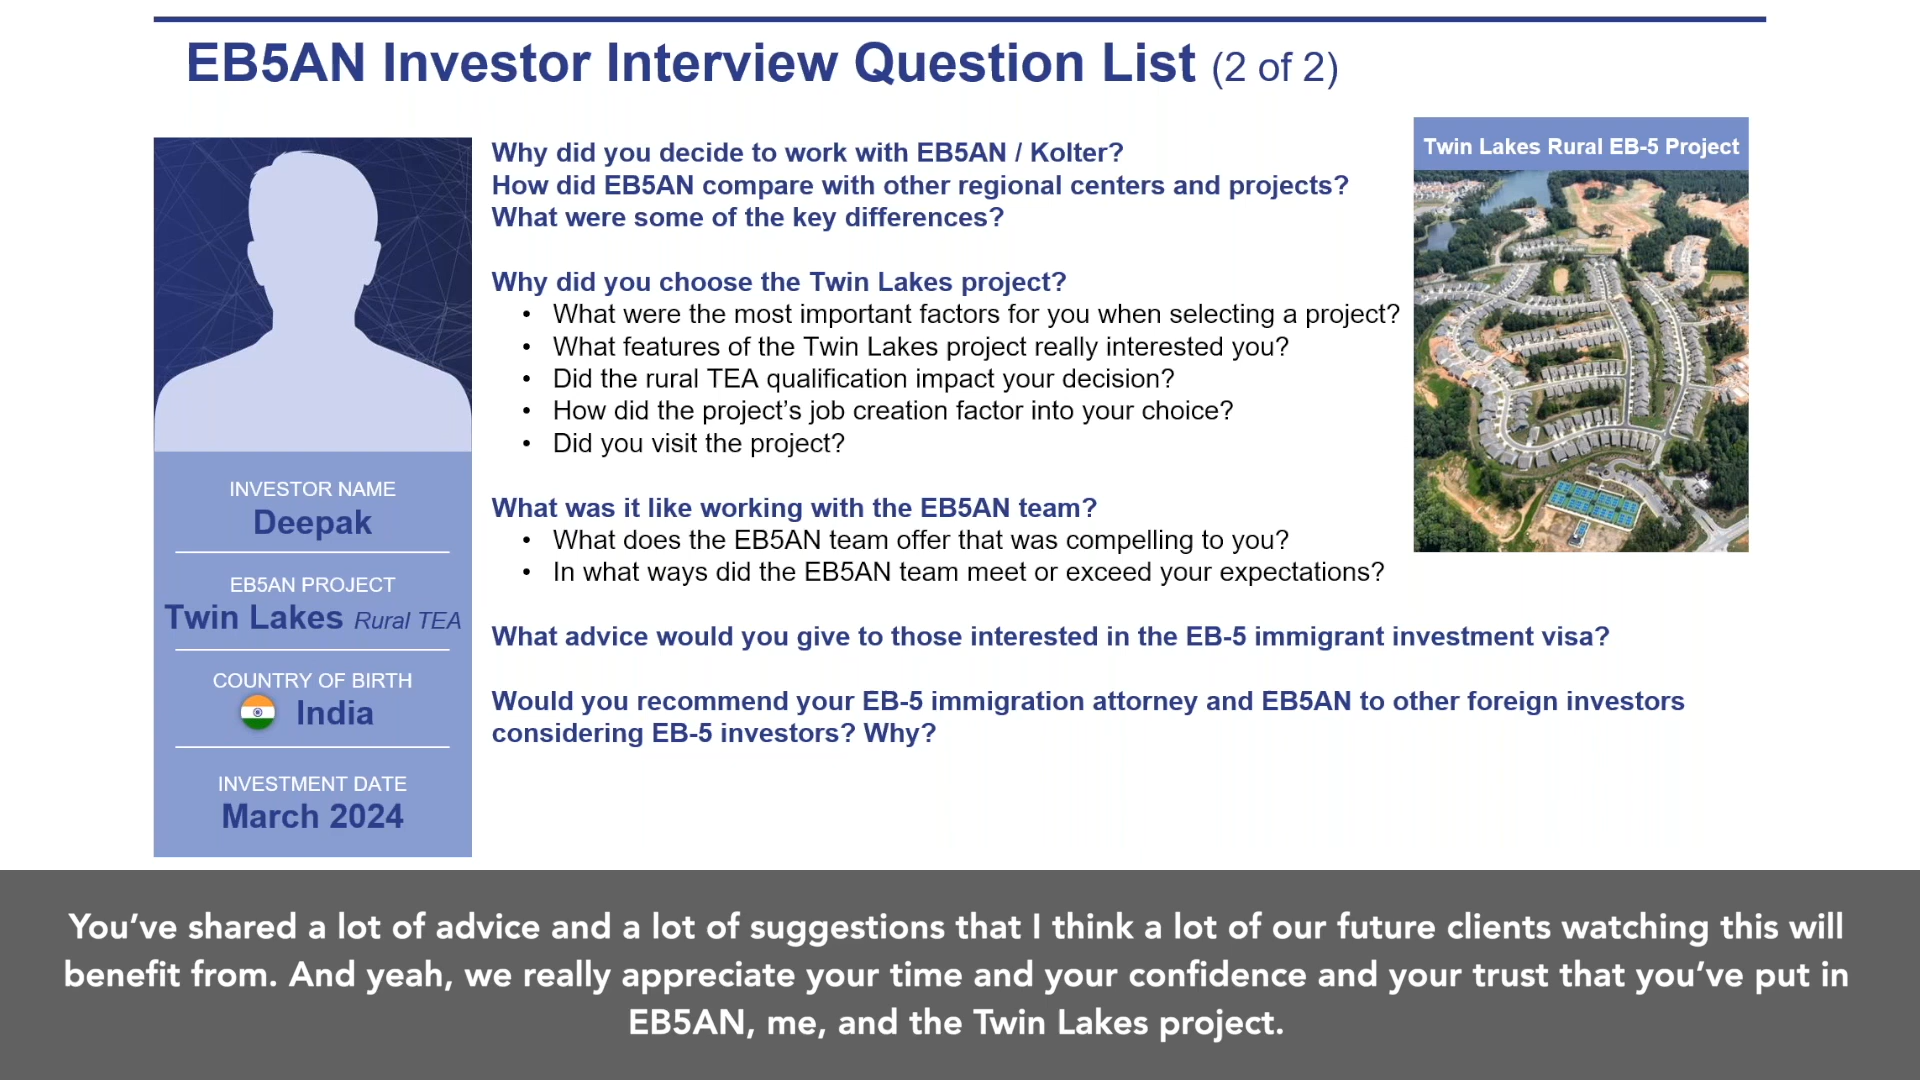 EB5AN Investor Interview Question List (2 of 2)
INVESTOR NAME
Deepak
EB5AN PROJECT
Twin Lakes Rural TEA
COUNTRY OF BIRTH
India
INVESTMENT DATE
March 2024
Why did you decide to work with EB5AN / Kolter?
How did EB5AN compare with other regional centers and projects?
What were some of the key differences?
Why did you choose the Twin Lakes project?
• What were the most important factors for you when selecting a project?
• What features of the Twin Lakes project really interested you?
• Did the rural TEA qualification impact your decision?
• How did the project’s job creation factor into your choice?
• Did you visit the project?
What was it like working with the EB5AN team?
• What does the EB5AN team offer that was compelling to you?
• In what ways did the EB5AN team meet or exceed your expectations?
What advice would you give to those interested in the EB-5 immigrant investment visa?
Would you recommend your EB-5 immigration attorney and EB5AN to other foreign investors
considering EB-5 investors? Why?
Twin Lakes Rural EB-5 Project
You’ve shared a lot of advice and a lot of suggestions that I think a lot of our future clients watching this will
benefit from. And yeah, we really appreciate your time and your confidence and your trust that you’ve put in
EB5AN, me, and the Twin Lakes project.